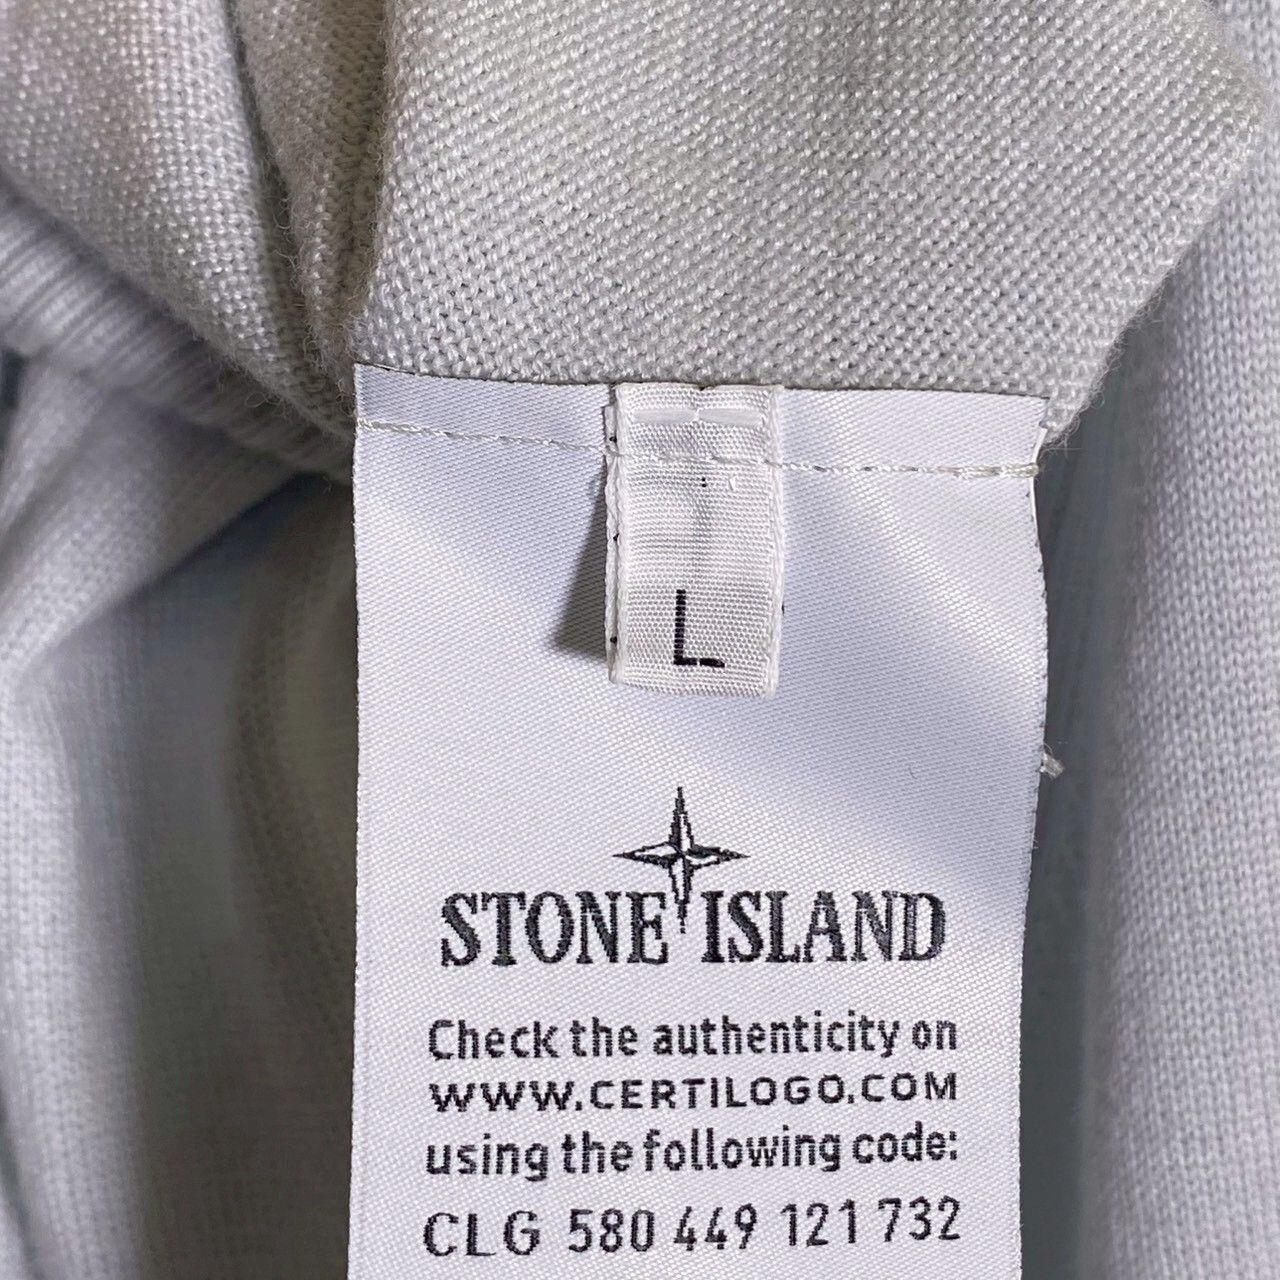 L
STONE ISLAND
Check the authenticity on
WWW.CERTILOGO.COM
using the following code:
CLG 580 449 121 732